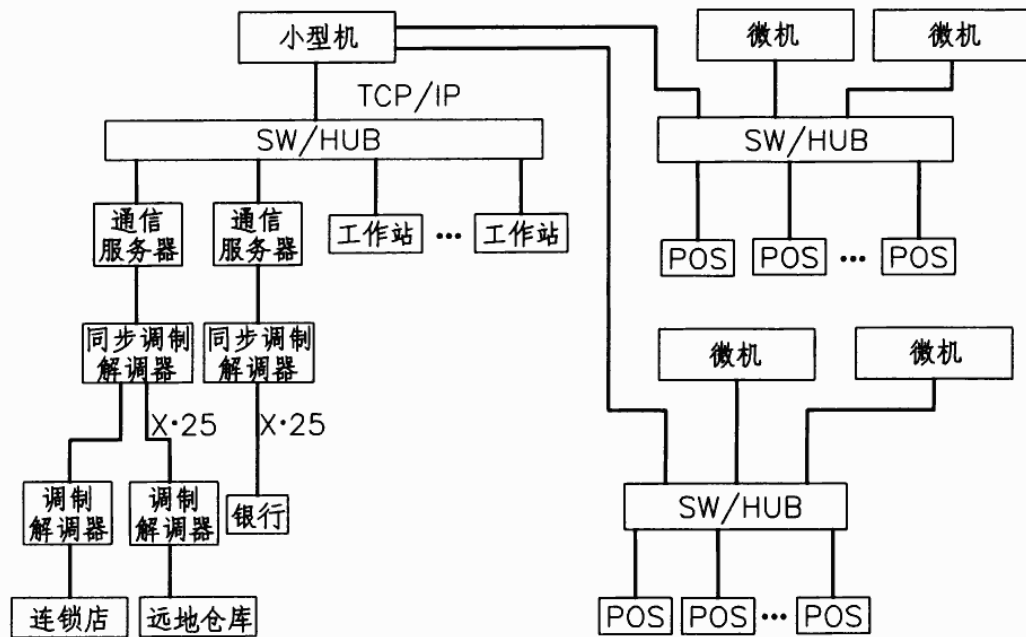 小型机
微机
微机
TCP/IP
SW/HUB
SW/HUB
通信
服务器
通信
服务器
工作站
...
工作站
POS
POS
...
POS
同步调制
解调器
同步调制
解调器
微机
微机
X·25
X·25
调制
解调器
调制
解调器
银行
SW/HUB
连锁店
远地仓库
POS
POS
...
POS